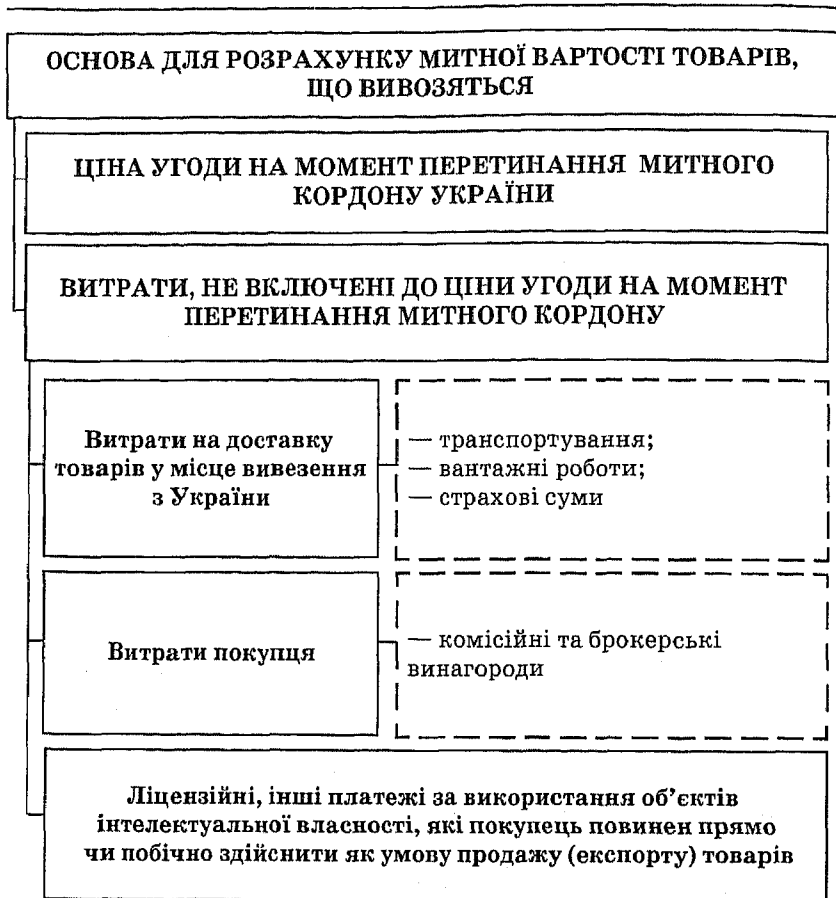 ОСНОВА ДЛЯ РОЗРАХУНКУ МИТНОЇ ВАРТОСТІ ТОВАРІВ,
ЩО ВИВОЗЯТЬСЯ
ЦІНА УГОДИ НА МОМЕНТ ПЕРЕТИНАННЯ МИТНОГО
КОРДОНУ УКРАЇНИ
ВИТРАТИ, НЕ ВКЛЮЧЕНІ ДО ЦІНИ УГОДИ НА МОМЕНТ
ПЕРЕТИНАННЯ МИТНОГО КОРДОНУ
Витрати на доставку
товарів у місце вивезення
з України
— транспортування;
— вантажні роботи;
— страхові суми
Витрати покупця
— комісійні та брокерські
винагороди
Ліцензійні, інші платежі за використання об’єктів
інтелектуальної власності, які покупець повинен прямо
чи побічно здійснити як умову продажу (експорту) товарів